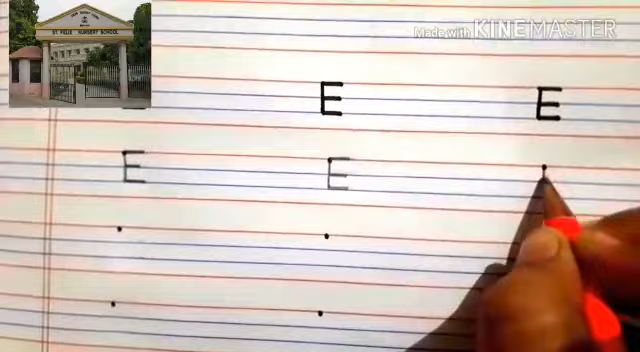 ST. FELIX NURSERY SCHOOL
Made with KINEMASTER
E E
E E